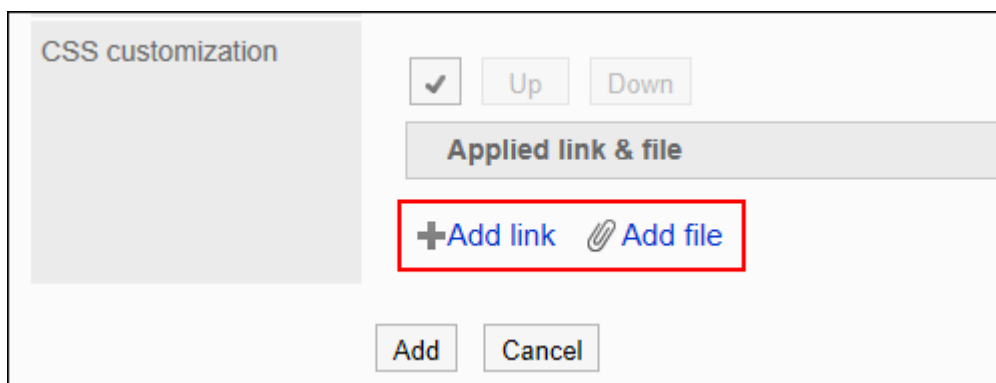 CSS customization
Up Down
Applied link & file
Add link Add file
Add Cancel